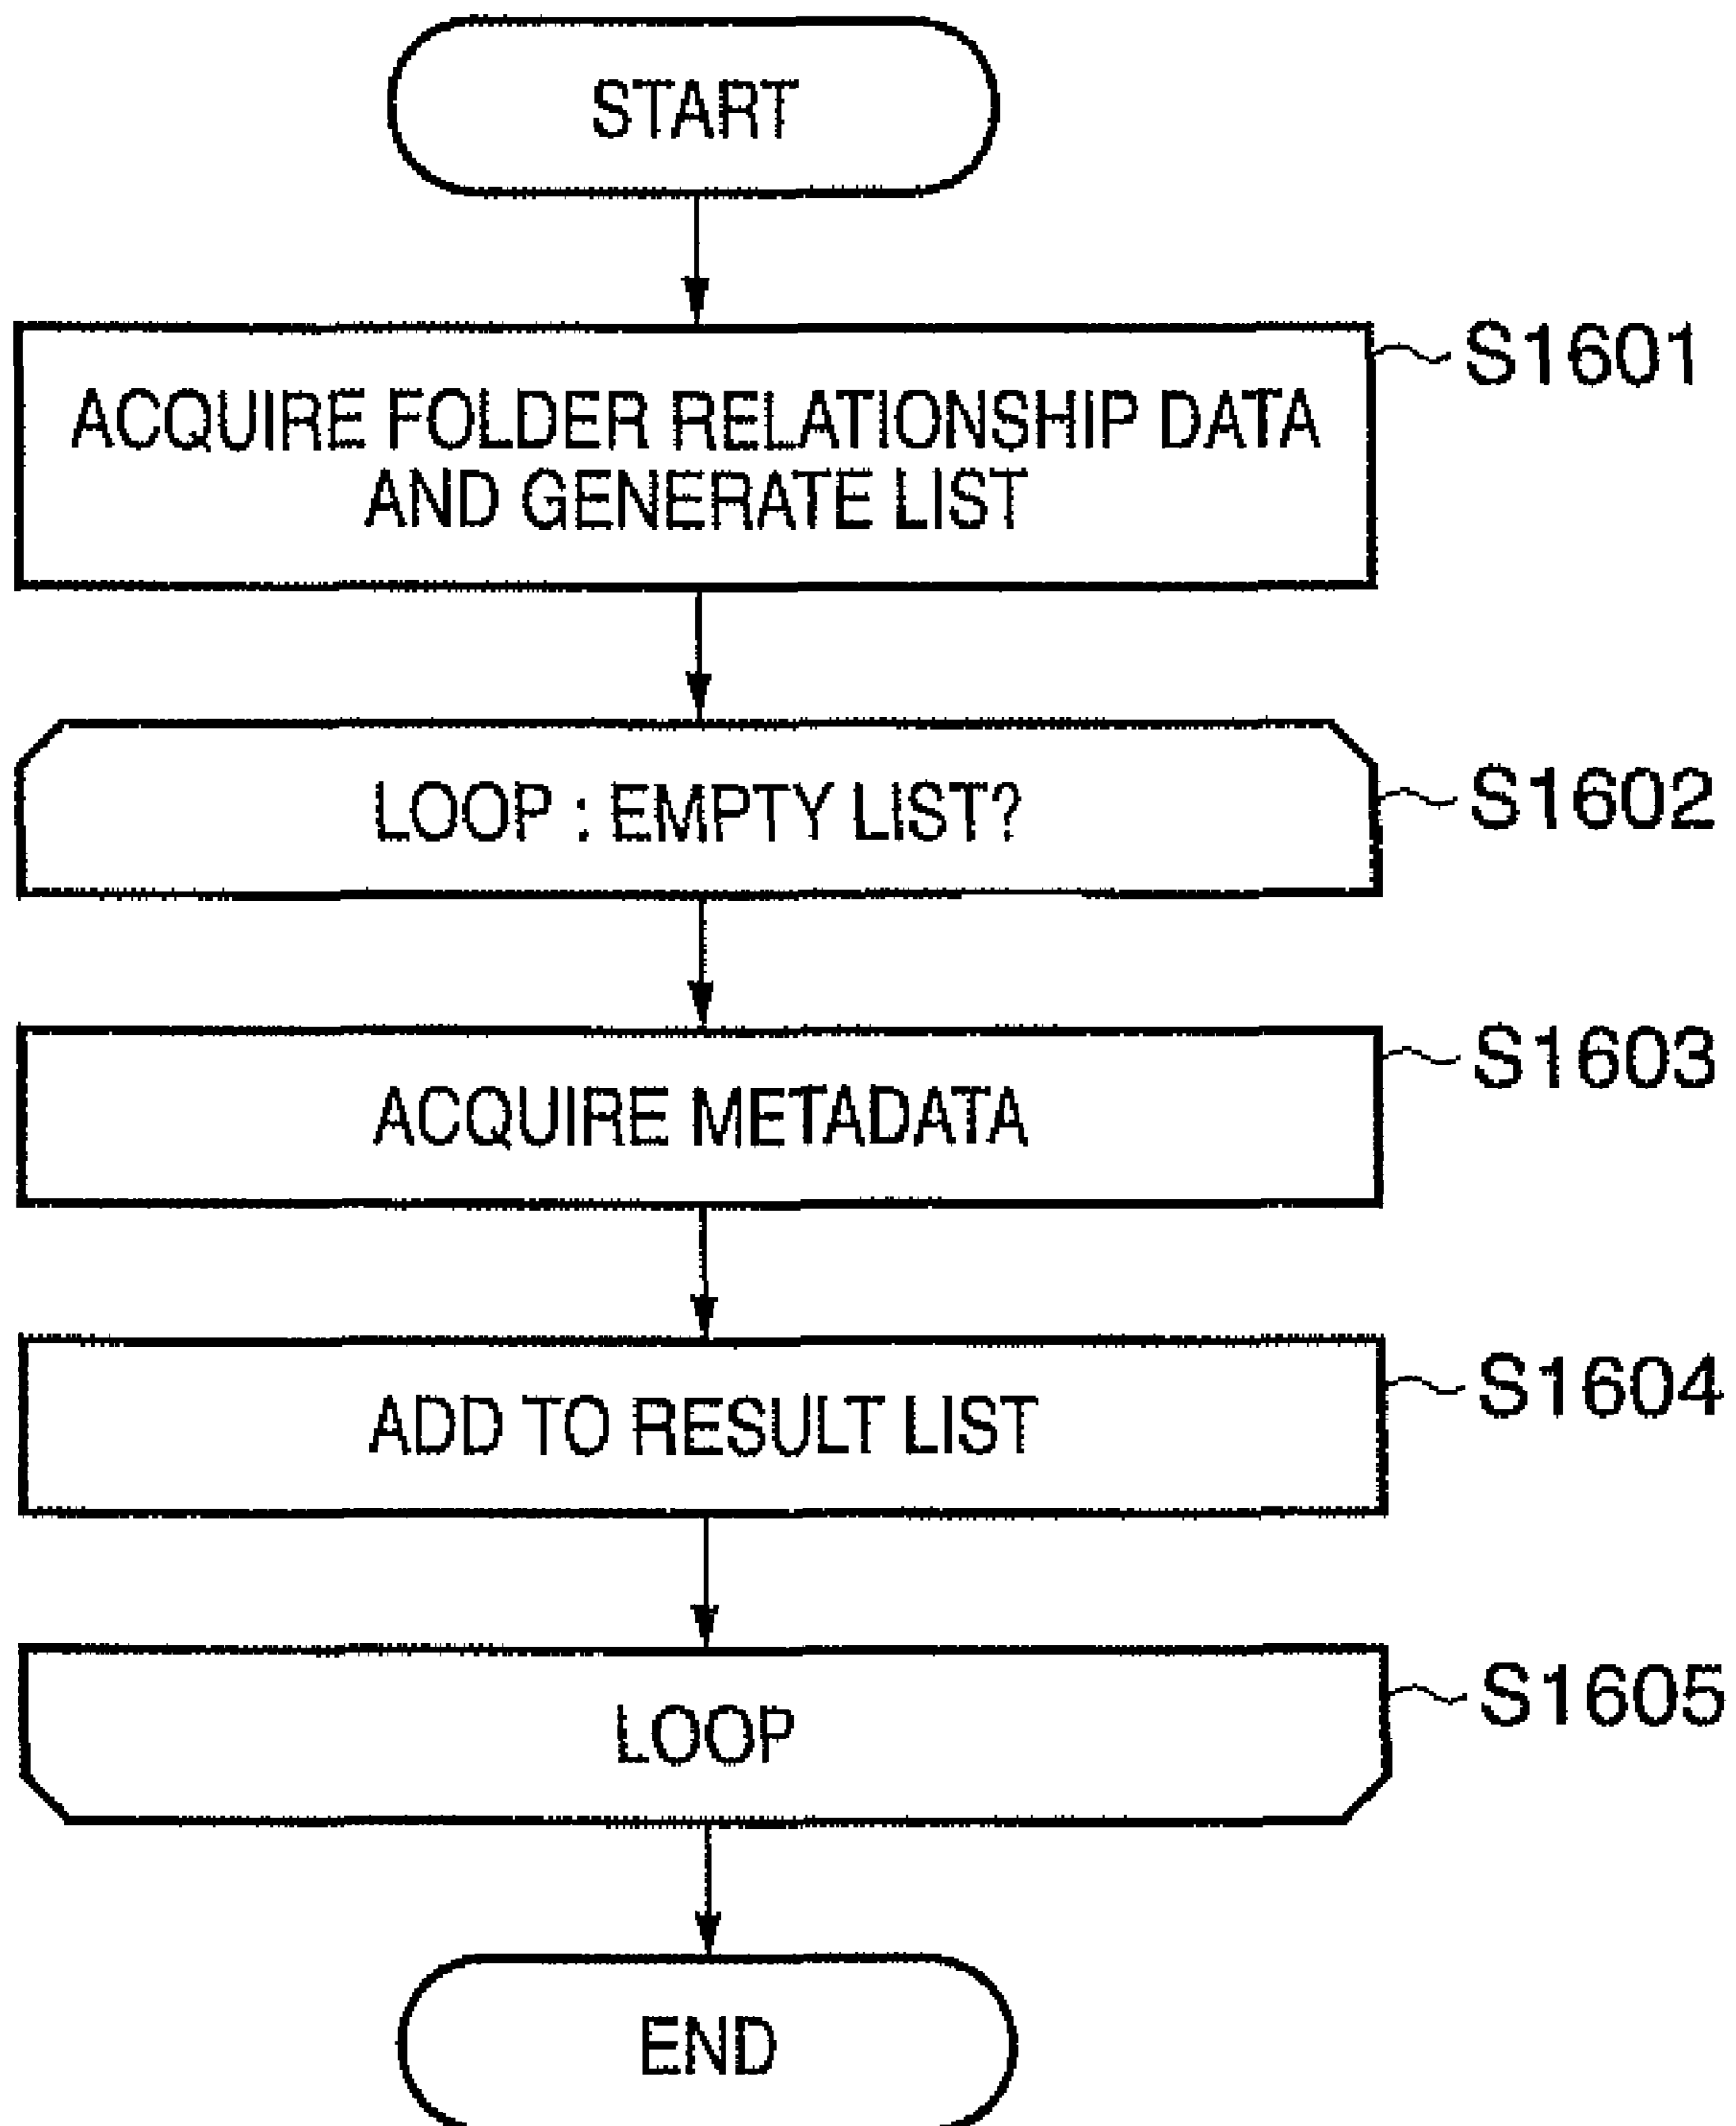 START
S1601
ACQUIRE FOLDER RELATIONSHIP DATA
AND GENERATE LIST
LOOP : EMPTY LIST?
S1602
ACQUIRE METADATA
S1603
ADD TO RESULT LIST
S1604
LOOP
S1605
END